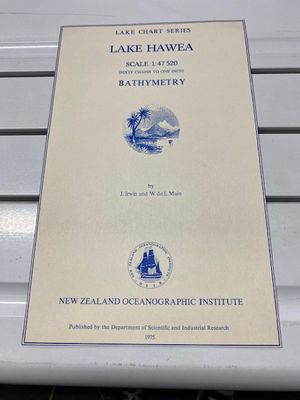 LAKE CHART SERIES
LAKE HAWEA
SCALE 1:47 520
(SIXTY CHAINS TO ONE INCH)
BATHYMETRY
by
J. Irwin and W. de L. Main
NEW ZEALAND OCEANOGRAPHIC INSTITUTE
Published by the Department of Scientific and Industrial Research
1975